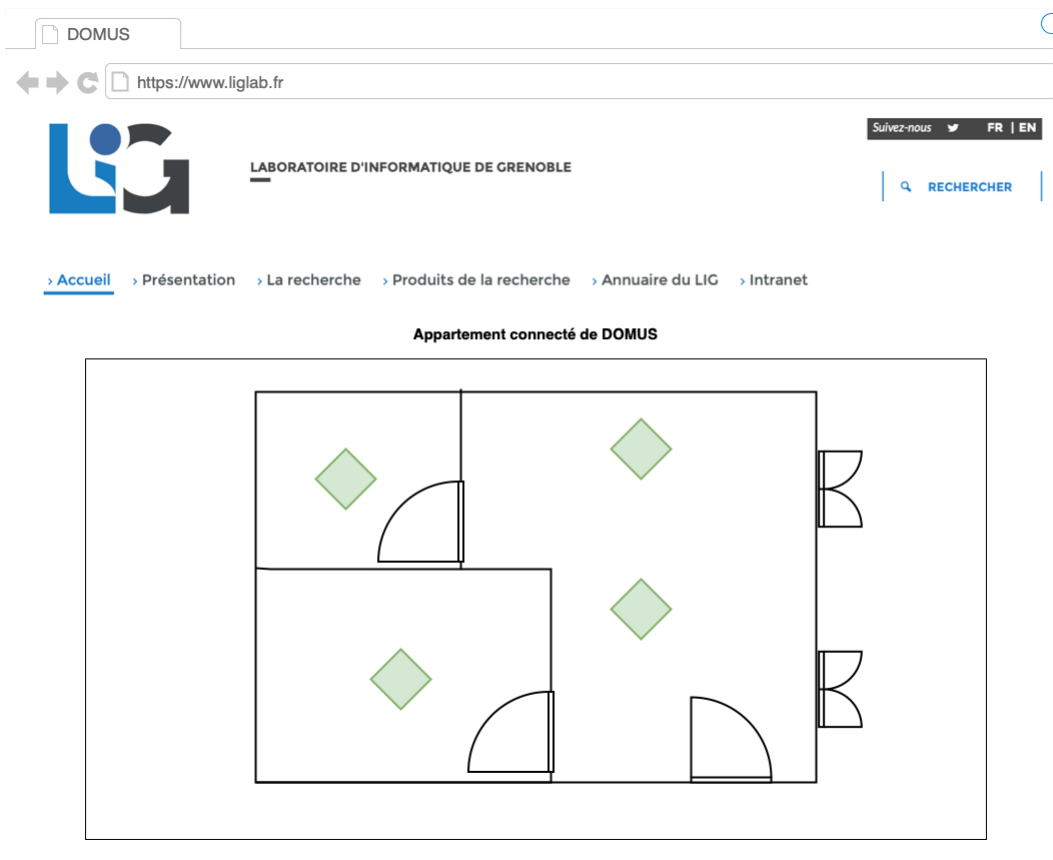 DOMUS
https://www.liglab.fr
Suivez-nous FR | EN
LIG
LABORATOIRE D'INFORMATIQUE DE GRENOBLE
RECHERCHER
› Accueil › Présentation › La recherche › Produits de la recherche › Annuaire du LIG › Intranet
Appartement connecté de DOMUS